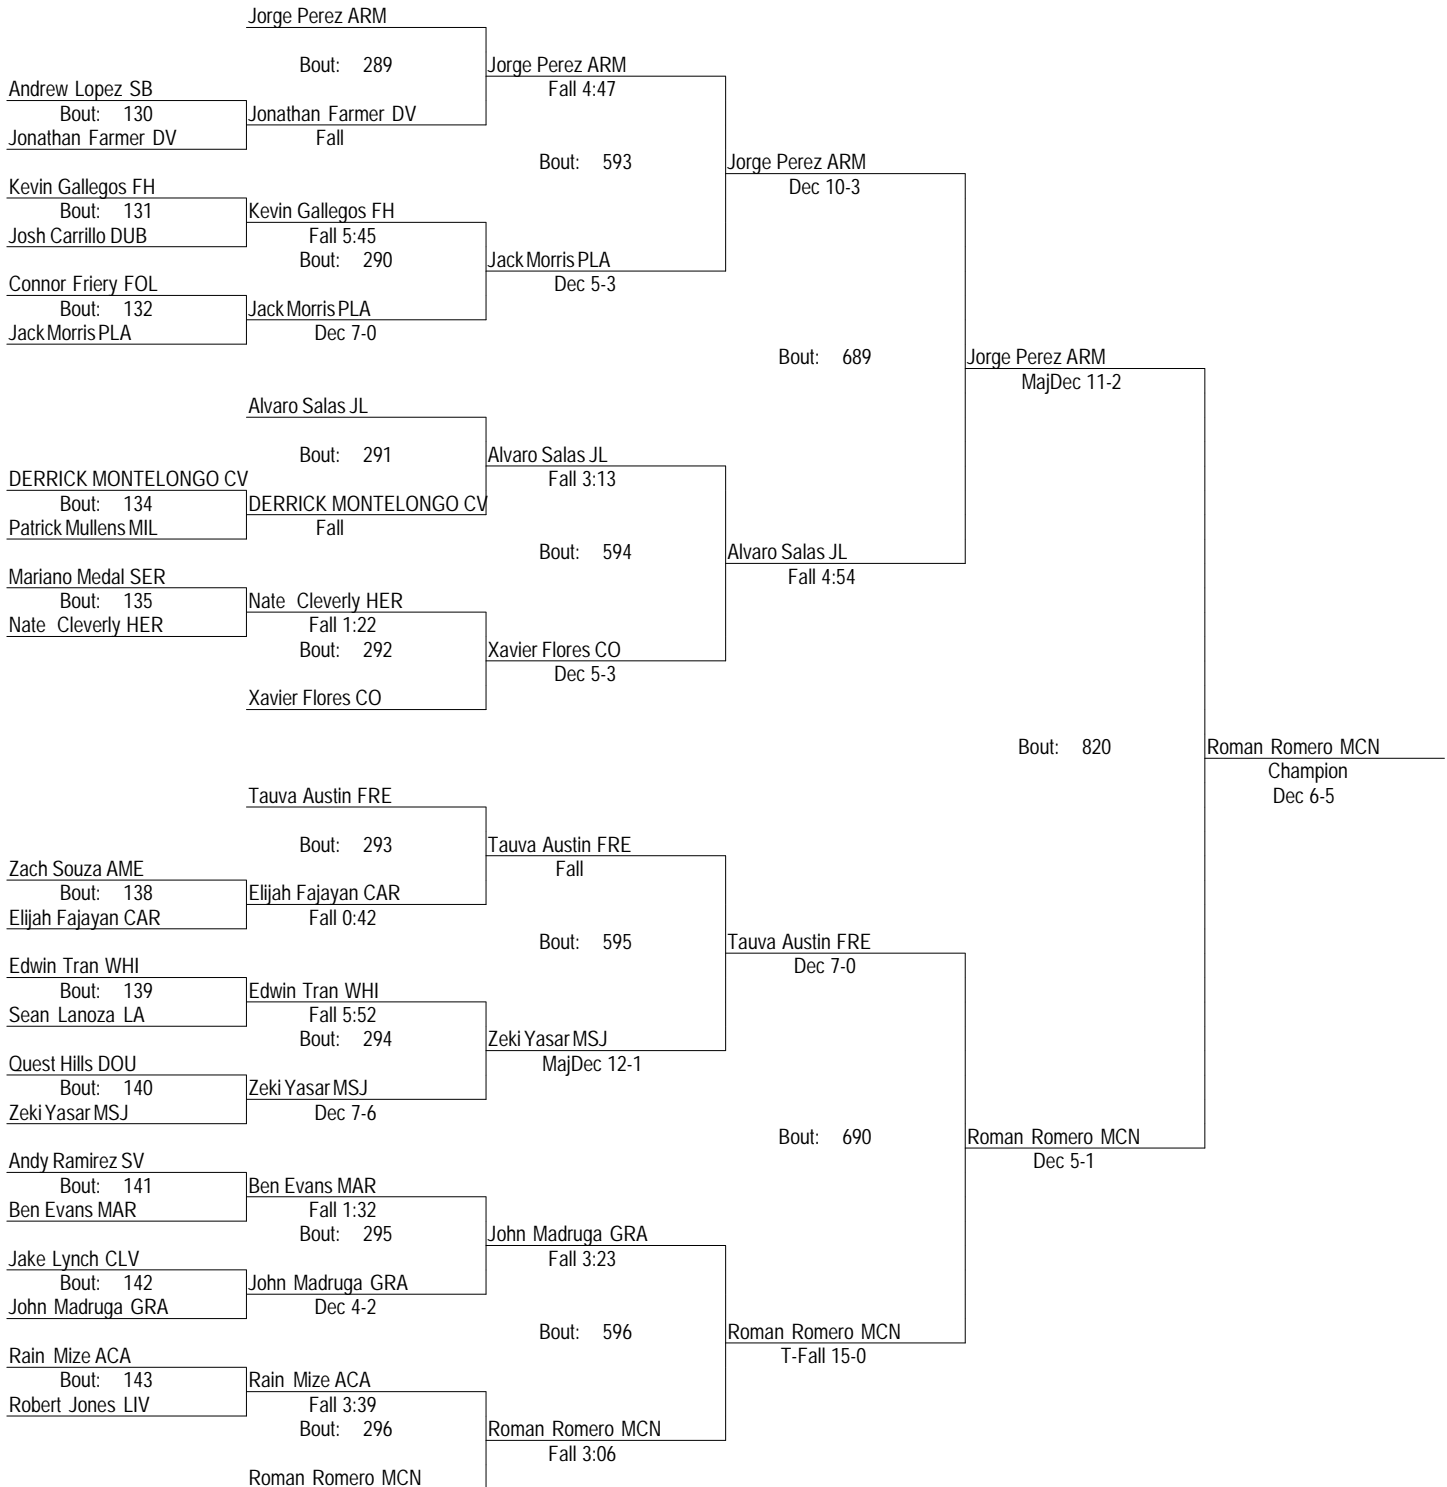 Jorge Perez ARM
Bout: 289
Jorge Perez ARM
Fall 4:47
Andrew Lopez SB
Bout: 130
Jonathan Farmer DV
Jonathan Farmer DV
Fall
Bout: 593
Jorge Perez ARM
Dec 10-3
Kevin Gallegos FH
Bout: 131
Josh Carrillo DUB
Kevin Gallegos FH
Fall 5:45
Bout: 290
Jack Morris PLA
Dec 5-3
Connor Friery FOL
Bout: 132
Jack Morris PLA
Jack Morris PLA
Dec 7-0
Bout: 689
Jorge Perez ARM
MajDec 11-2
Alvaro Salas JL
Bout: 291
Alvaro Salas JL
Fall 3:13
DERRICK MONTELONGO CV
Bout: 134
Patrick Mullens MIL
DERRICK MONTELONGO CV
Fall
Bout: 594
Alvaro Salas JL
Fall 4:54
Mariano Medal SER
Bout: 135
Nate Cleverly HER
Nate Cleverly HER
Fall 1:22
Bout: 292
Xavier Flores CO
Dec 5-3
Xavier Flores CO
Bout: 820
Roman Romero MCN
Champion
Dec 6-5
Tauva Austin FRE
Bout: 293
Tauva Austin FRE
Fall
Zach Souza AME
Bout: 138
Elijah Fajayan CAR
Elijah Fajayan CAR
Fall 0:42
Bout: 595
Tauva Austin FRE
Dec 7-0
Edwin Tran WHI
Bout: 139
Sean Lanoza LA
Edwin Tran WHI
Fall 5:52
Bout: 294
Zeki Yasar MSJ
MajDec 12-1
Quest Hills DOU
Bout: 140
Zeki Yasar MSJ
Zeki Yasar MSJ
Dec 7-6
Bout: 690
Roman Romero MCN
Dec 5-1
Andy Ramirez SV
Bout: 141
Ben Evans MAR
Ben Evans MAR
Fall 1:32
Bout: 295
John Madruga GRA
Fall 3:23
Jake Lynch CLV
Bout: 142
John Madruga GRA
John Madruga GRA
Dec 4-2
Bout: 596
Roman Romero MCN
T-Fall 15-0
Rain Mize ACA
Bout: 143
Robert Jones LIV
Rain Mize ACA
Fall 3:39
Bout: 296
Roman Romero MCN
Fall 3:06
Roman Romero MCN